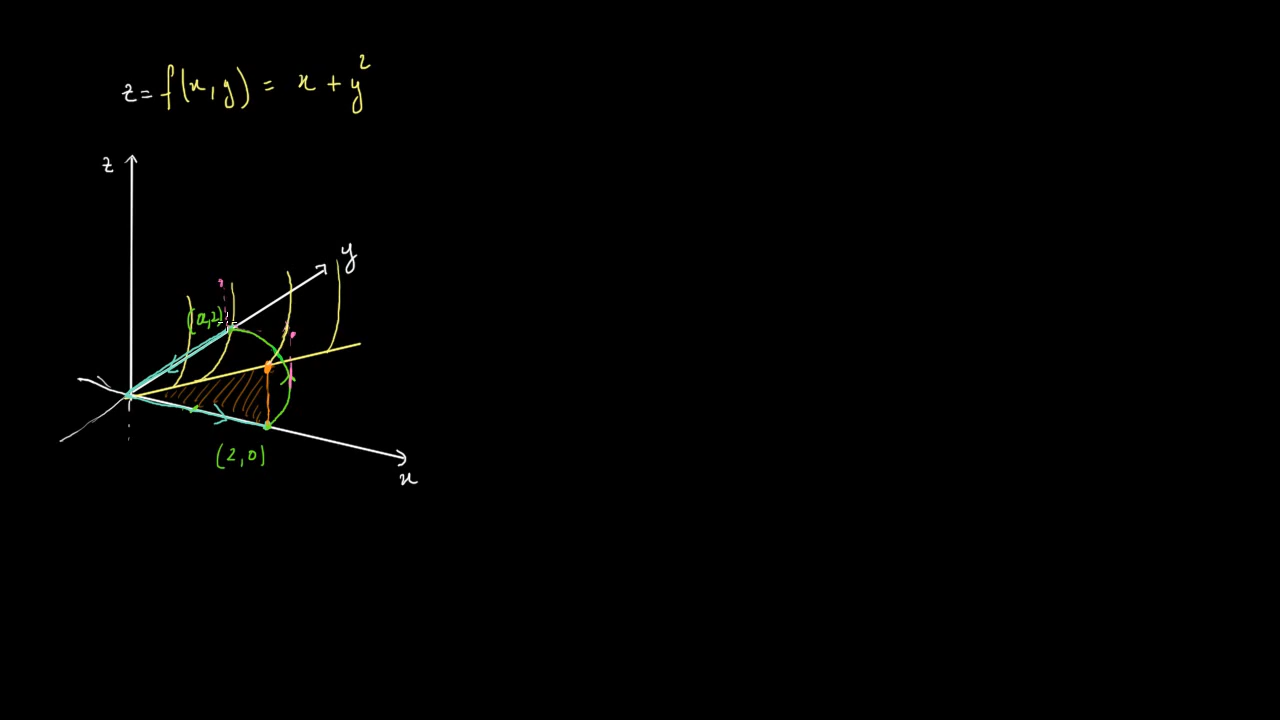 z = f(x, y) = x + y²
z
y
(0,2)
(2,0)
x